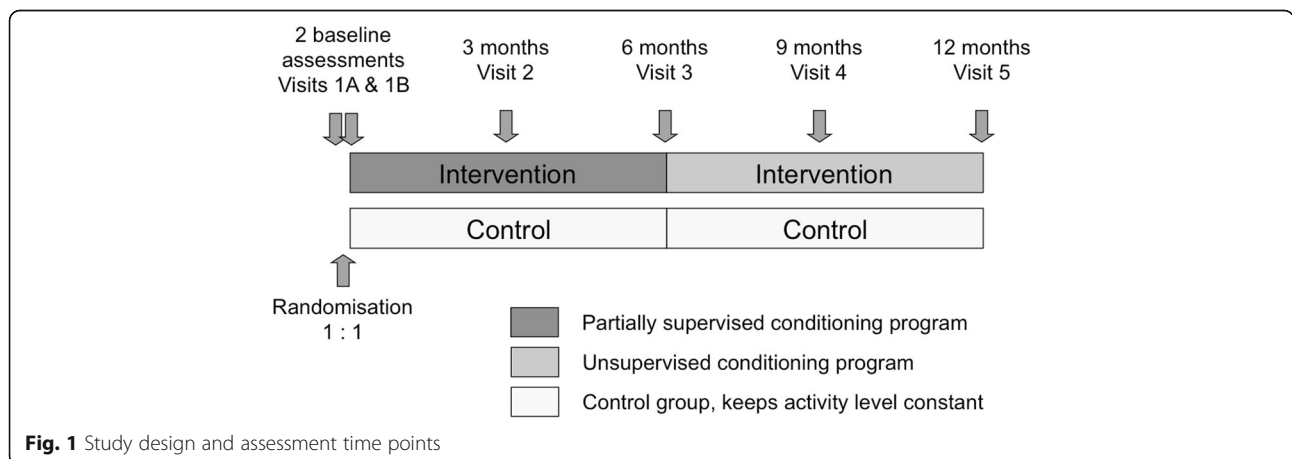 2 baseline
assessments
Visits 1A & 1B
3 months
Visit 2
6 months
Visit 3
9 months
Visit 4
12 months
Visit 5
Intervention
Intervention
Control
Control
Randomisation
1 : 1
Partially supervised conditioning program
Unsupervised conditioning program
Control group, keeps activity level constant
Fig. 1 Study design and assessment time points